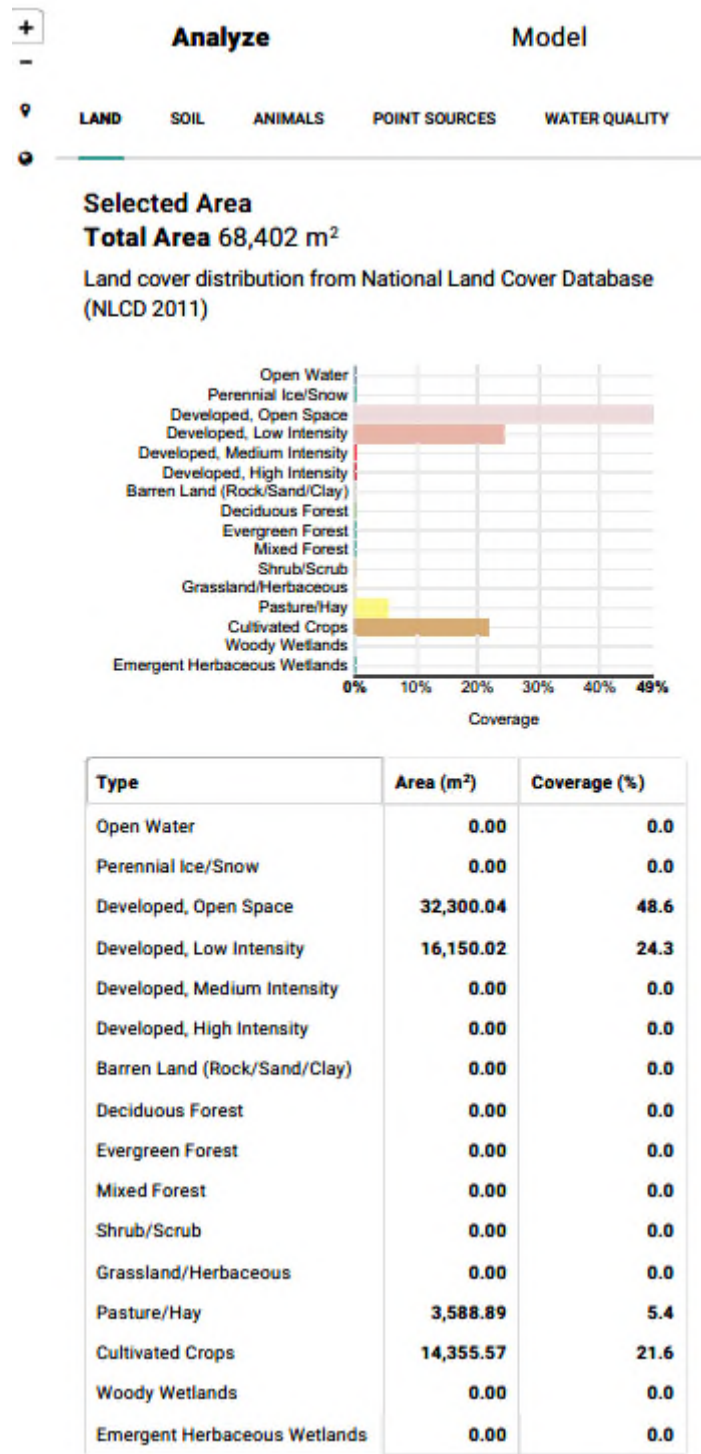 +
Analyze Model
−
LAND SOIL ANIMALS POINT SOURCES WATER QUALITY
Selected Area
Total Area 68,402 m²
Land cover distribution from National Land Cover Database
(NLCD 2011)
Open Water
Perennial Ice/Snow
Developed, Open Space
Developed, Low Intensity
Developed, Medium Intensity
Developed, High Intensity
Barren Land (Rock/Sand/Clay)
Deciduous Forest
Evergreen Forest
Mixed Forest
Shrub/Scrub
Grassland/Herbaceous
Pasture/Hay
Cultivated Crops
Woody Wetlands
Emergent Herbaceous Wetlands
0% 10% 20% 30% 40% 49%
Coverage
Type Area (m²) Coverage (%)
Open Water 0.00 0.0
Perennial Ice/Snow 0.00 0.0
Developed, Open Space 32,300.04 48.6
Developed, Low Intensity 16,150.02 24.3
Developed, Medium Intensity 0.00 0.0
Developed, High Intensity 0.00 0.0
Barren Land (Rock/Sand/Clay) 0.00 0.0
Deciduous Forest 0.00 0.0
Evergreen Forest 0.00 0.0
Mixed Forest 0.00 0.0
Shrub/Scrub 0.00 0.0
Grassland/Herbaceous 0.00 0.0
Pasture/Hay 3,588.89 5.4
Cultivated Crops 14,355.57 21.6
Woody Wetlands 0.00 0.0
Emergent Herbaceous Wetlands 0.00 0.0